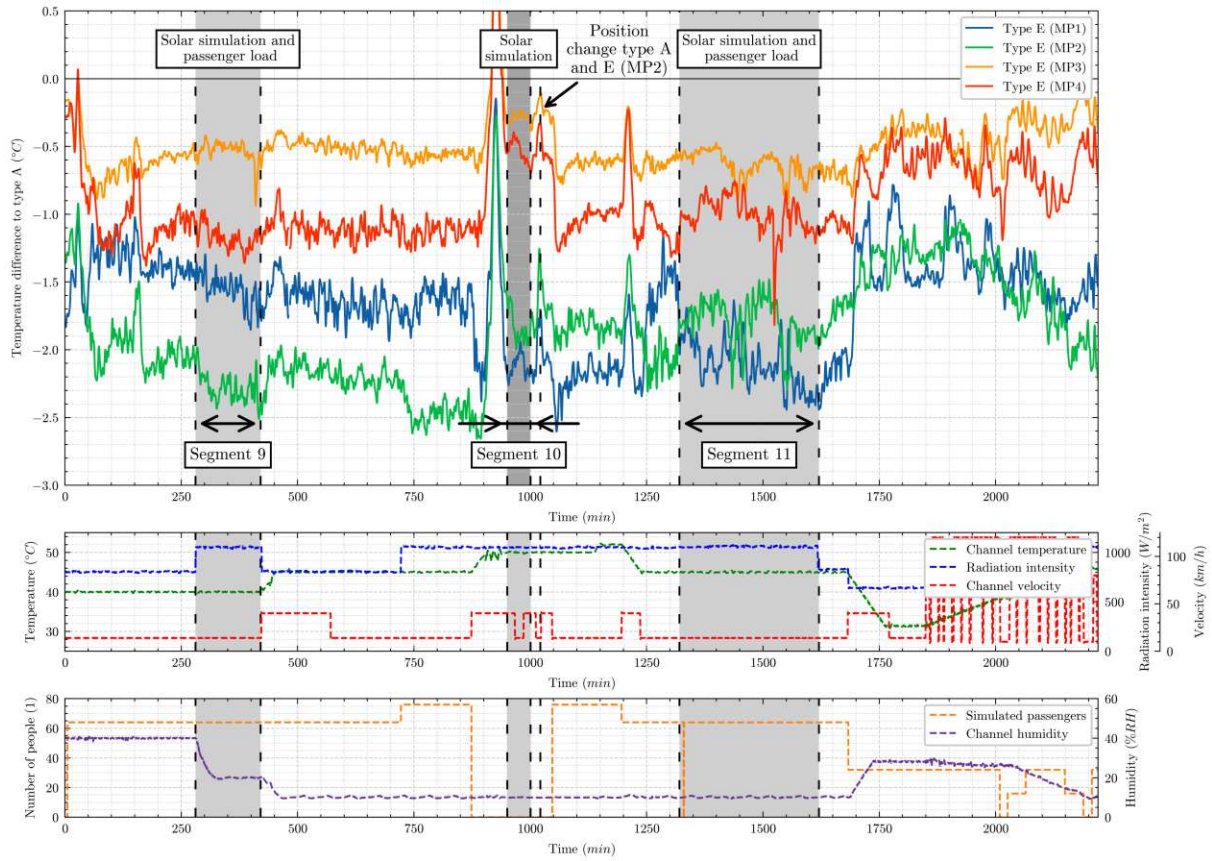 0.5
0.0
−0.5
−1.0
−1.5
−2.0
−2.5
−3.0
Temperature difference to type A (°C)
Solar simulation and
passenger load
Solar
simulation
Position
change type A
and E (MP2)
Solar simulation and
passenger load
Type E (MP1)
Type E (MP2)
Type E (MP3)
Type E (MP4)
Segment 9
Segment 10
Segment 11
0 250 500 750 1000 1250 1500 1750 2000
Time (min)
50
40
30
Temperature (°C)
Channel temperature
Radiation intensity
Channel velocity
1000
500
0
Radiation intensity (W/m²)
100
50
0
Velocity (km/h)
0 250 500 750 1000 1250 1500 1750 2000
Time (min)
80
60
40
20
0
Number of people (1)
Simulated passengers
Channel humidity
60
40
20
0
Humidity (%RH)
0 250 500 750 1000 1250 1500 1750 2000
Time (min)